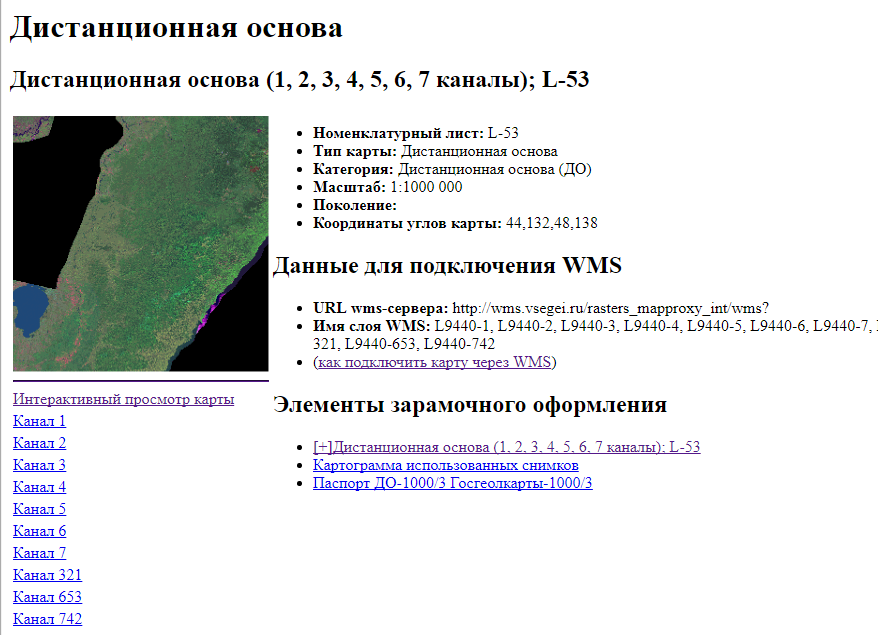 Дистанционная основа
Дистанционная основа (1, 2, 3, 4, 5, 6, 7 каналы); L-53
Номенклатурный лист: L-53
Тип карты: Дистанционная основа
Категория: Дистанционная основа (ДО)
Масштаб: 1:1000 000
Поколение:
Координаты углов карты: 44,132,48,138
Данные для подключения WMS
URL wms-сервера: http://wms.vsegei.ru/rasters_mapproxy_int/wms?
Имя слоя WMS: L9440-1, L9440-2, L9440-3, L9440-4, L9440-5, L9440-6, L9440-7,
321, L9440-653, L9440-742
(как подключить карту через WMS)
Элементы зарамочного оформления
[+]Дистанционная основа (1, 2, 3, 4, 5, 6, 7 каналы); L-53
Картограмма использованных снимков
Паспорт ДО-1000/3 Госгеолкарты-1000/3
Интерактивный просмотр карты
Канал 1
Канал 2
Канал 3
Канал 4
Канал 5
Канал 6
Канал 7
Канал 321
Канал 653
Канал 742